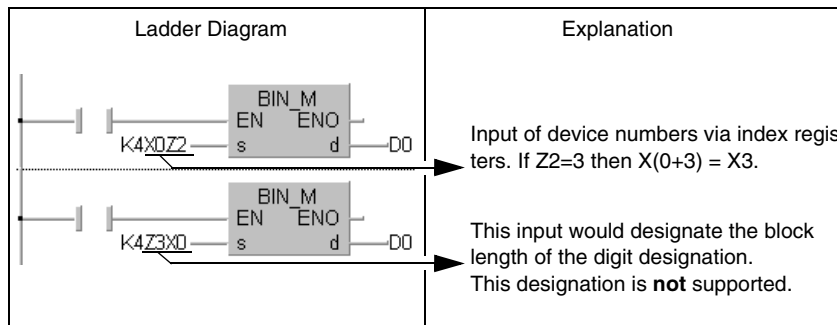 Ladder Diagram
Explanation
BIN_M
EN ENO
K4X0Z2 s d D0
Input of device numbers via index regis
ters. If Z2=3 then X(0+3) = X3.
BIN_M
EN ENO
K4Z3X0 s d D0
This input would designate the block
length of the digit designation.
This designation is not supported.